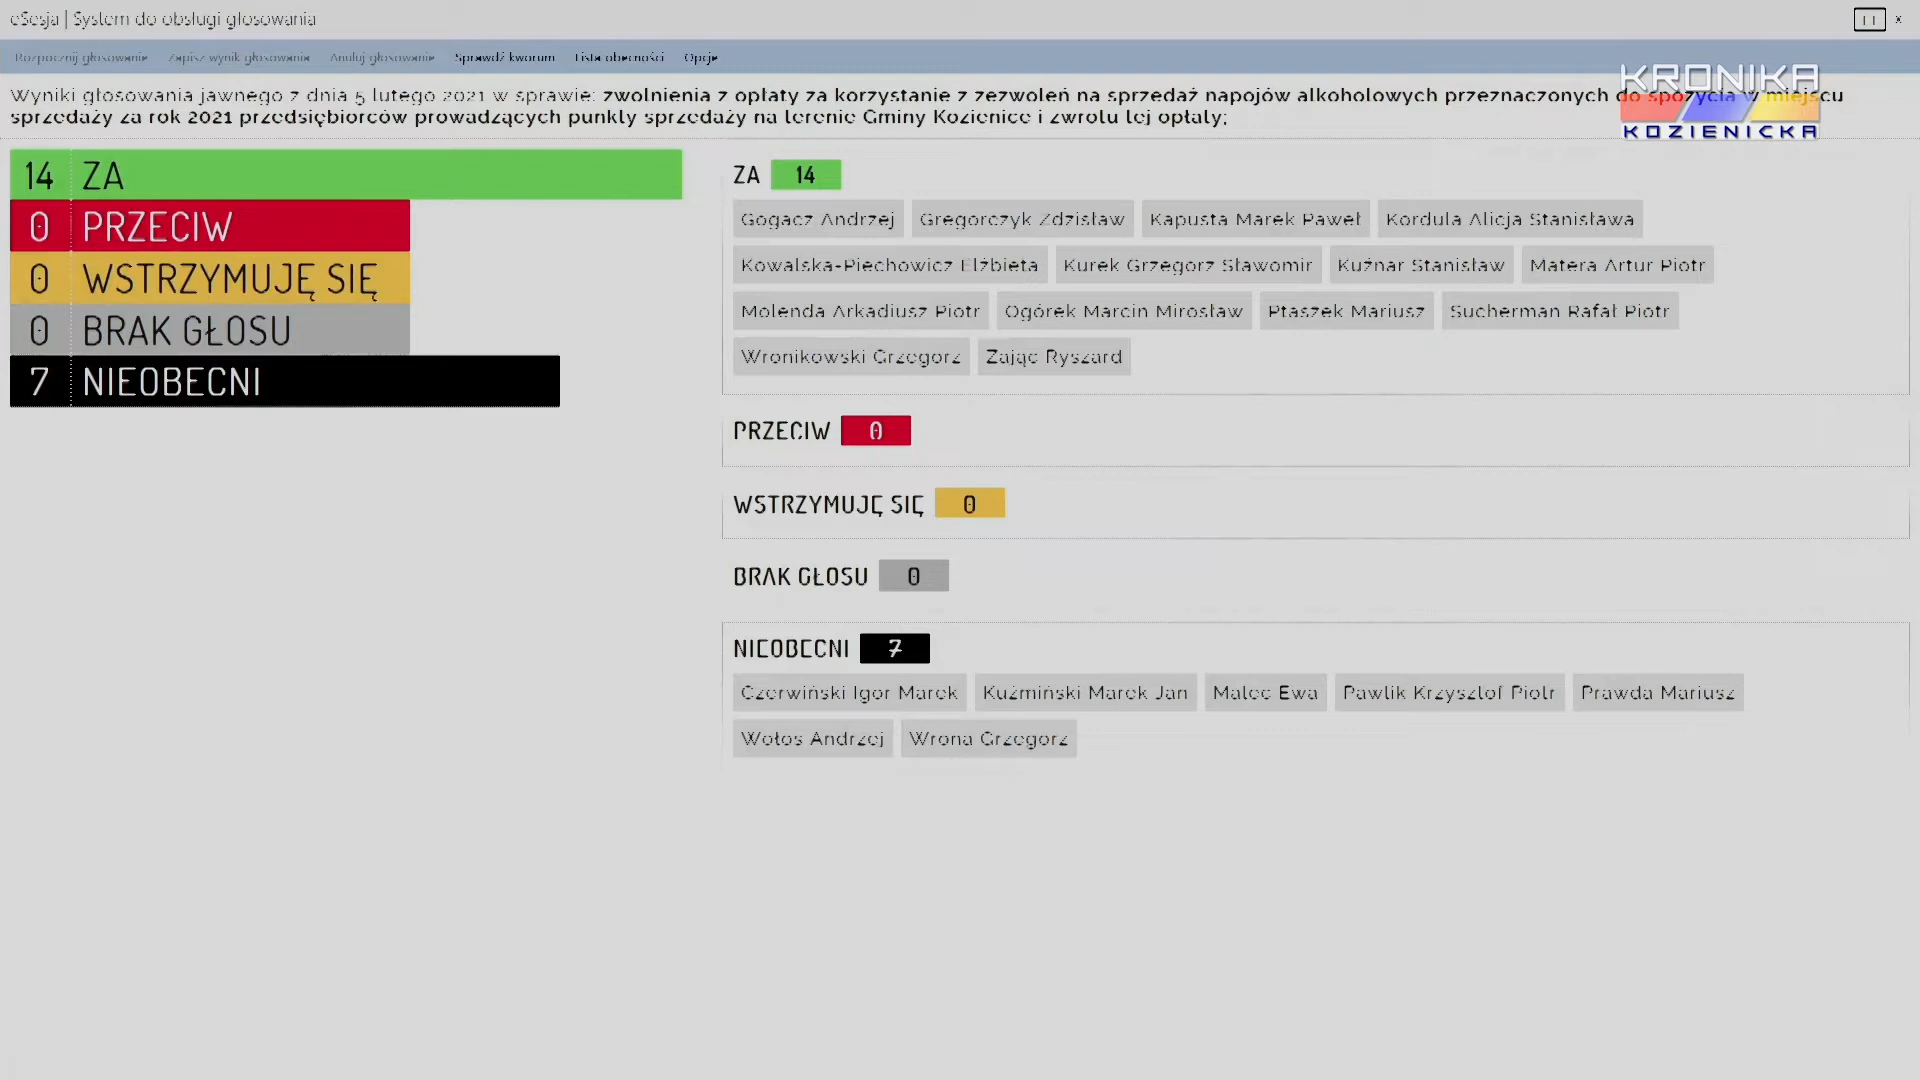 eSesja | System do obsługi głosowania
Rozpocznij głosowanie Zapisz wynik głosowania Anuluj głosowanie Sprawdź kworum Lista obecności Opcje
KRONIKA
Wyniki głosowania jawnego z dnia 5 lutego 2021 w sprawie: zwolnienia z opłaty za korzystanie z zezwoleń na sprzedaż napojów alkoholowych przeznaczonych do spożycia w miejscu
sprzedaży za rok 2021 przedsiębiorców prowadzących punkty sprzedaży na terenie Gminy Kozienice i zwrotu tej opłaty;
KOZIENICKA
14 ZA
0 PRZECIW
0 WSTRZYMUJĘ SIĘ
0 BRAK GŁOSU
7 NIEOBECNI
ZA 14
Gogacz Andrzej Gregorczyk Zdzisław Kapusta Marek Paweł Kordula Alicja Stanisława
Kowalska-Piechowicz Elżbieta Kurek Grzegorz Sławomir Kuźnar Stanisław Matera Artur Piotr
Molenda Arkadiusz Piotr Ogórek Marcin Mirosław Ptaszek Mariusz Sucherman Rafał Piotr
Wronikowski Grzegorz Zając Ryszard
PRZECIW 0
WSTRZYMUJĘ SIĘ 0
BRAK GŁOSU 0
NIEOBECNI 7
Czerwiński Igor Marek Kuźmiński Marek Jan Malec Ewa Pawlik Krzysztof Piotr Prawda Mariusz
Wołos Andrzej Wrona Grzegorz